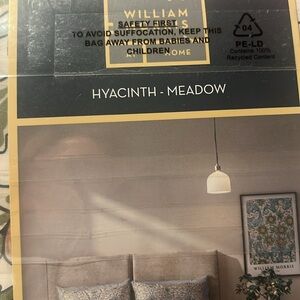 WILLIAM
SAFETY FIRST
TO AVOID SUFFOCATION, KEEP THIS
BAG AWAY FROM BABIES AND
CHILDREN
AT HOME
04
PE-LD
Contains 100%
Recycled Content
HYACINTH - MEADOW
WILLIAM MORRIS